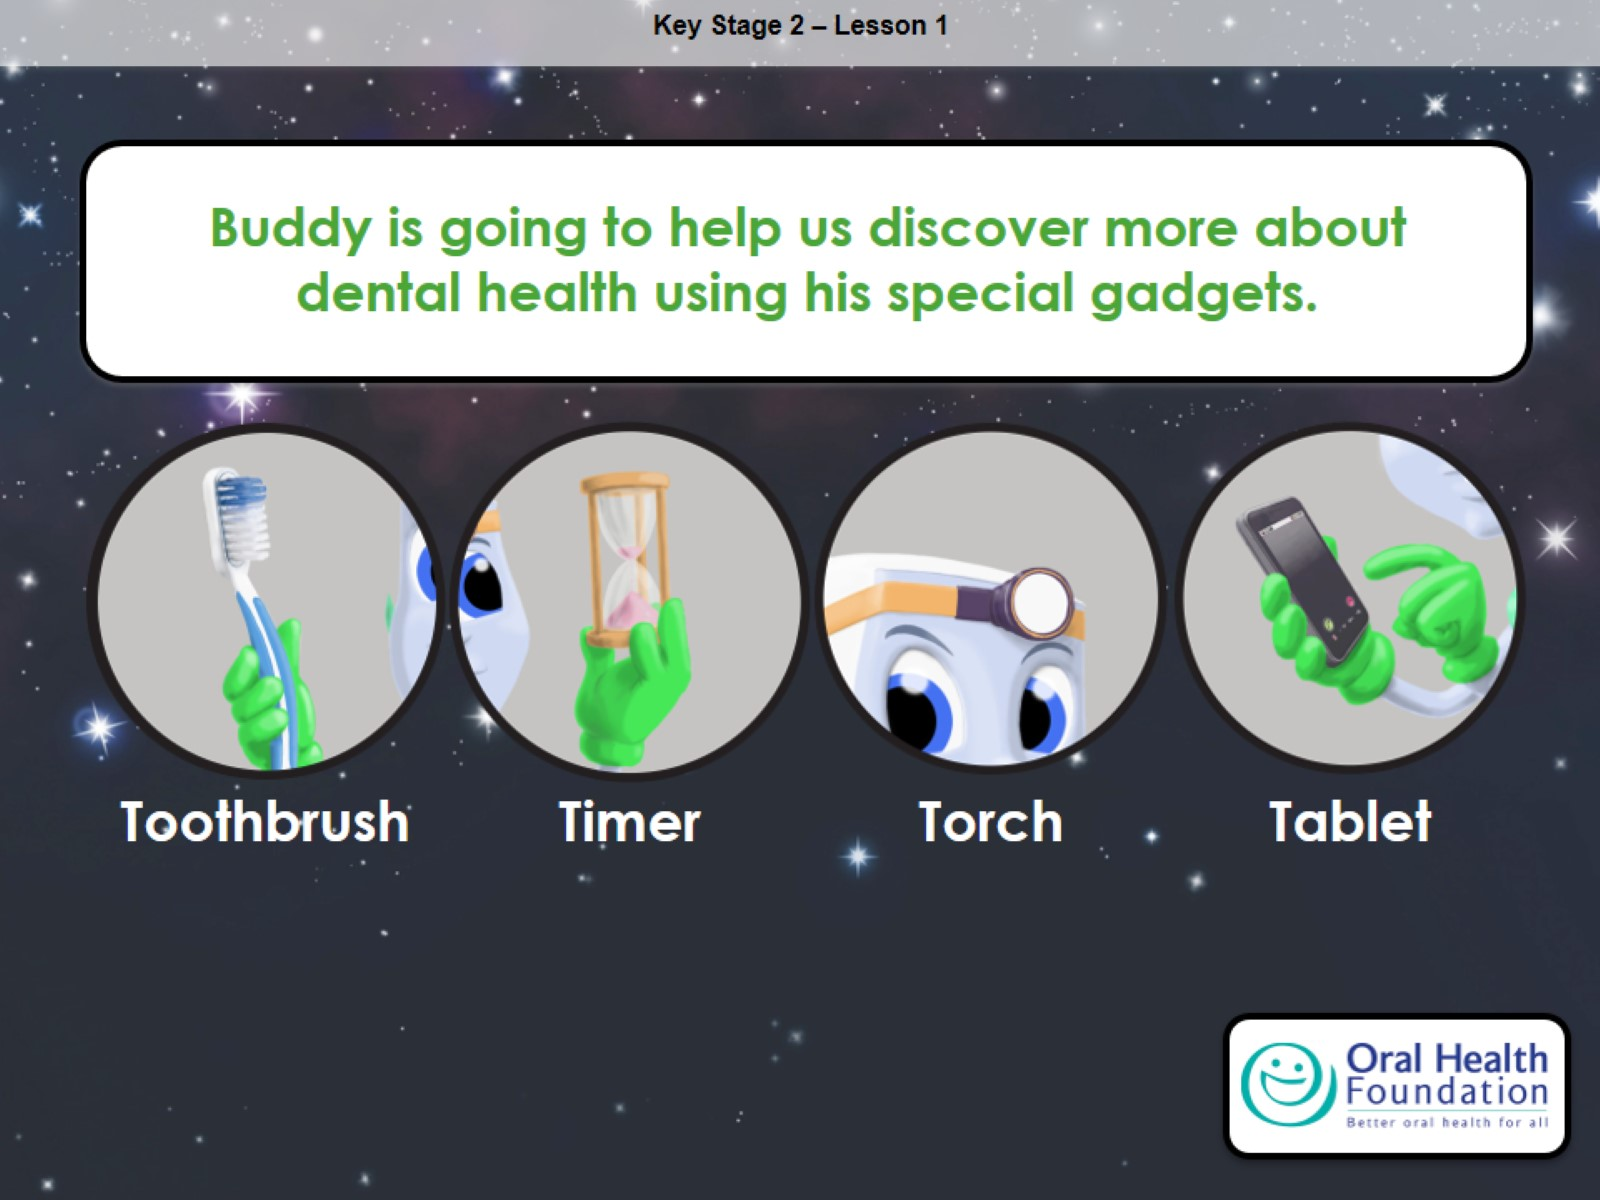 Key Stage 2 – Lesson 1
Buddy is going to help us discover more about
dental health using his special gadgets.
Toothbrush
Timer
Torch
Tablet
Oral Health
Foundation
Better oral health for all